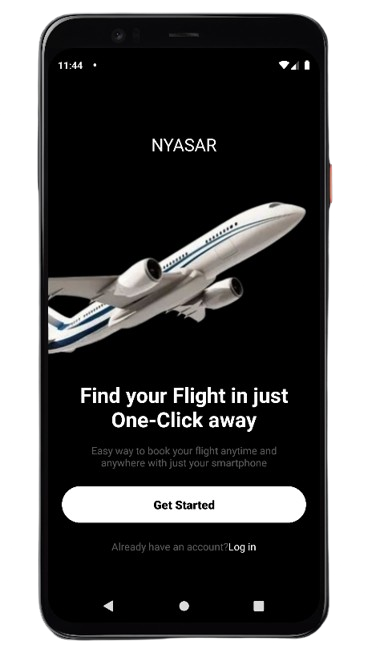 11:44
NYASAR
Find your Flight in just
One-Click away
Easy way to book your flight anytime and
anywhere with just your smartphone
Get Started
Already have an account?Log in